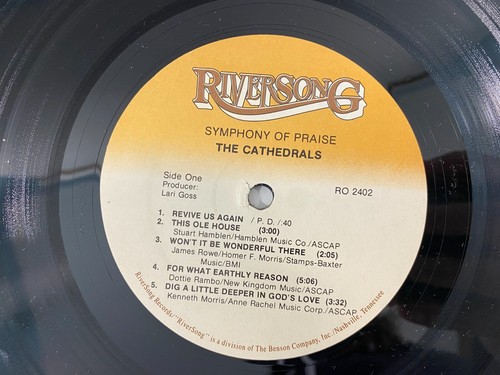 RIVERSONG
SYMPHONY OF PRAISE
THE CATHEDRALS
Side One
Producer:
Lari Goss
RO 2402
1. REVIVE US AGAIN / P. D. /:40
2. THIS OLE HOUSE (3:00)
Stuart Hamblen/Hamblen Music Co./ASCAP
3. WON'T IT BE WONDERFUL THERE (2:05)
James Rowe/Homer F. Morris/Stamps-Baxter
Music/BMI
4. FOR WHAT EARTHLY REASON (5:06)
Dottie Rambo/New Kingdom Music/ASCAP
5. DIG A LITTLE DEEPER IN GOD'S LOVE (3:32)
Kenneth Morris/Anne Rachel Music Corp./ASCAP
RiverSong Records/"RiverSong" is a division of The Benson Company, Inc./Nashville, Tennessee